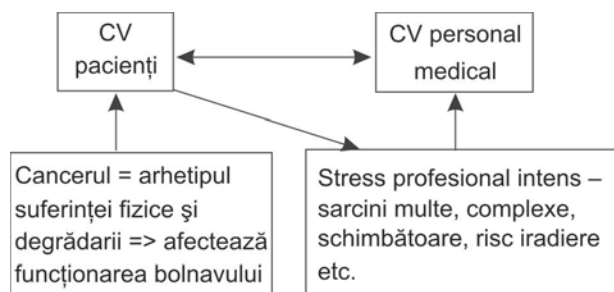 CV
pacienți
CV personal
medical
Cancerul = arhetipul
suferinței fizice şi
degrădarii => afectează
funcționarea bolnavului
Stress profesional intens –
sarcini multe, complexe,
schimbătoare, risc iradiere
etc.